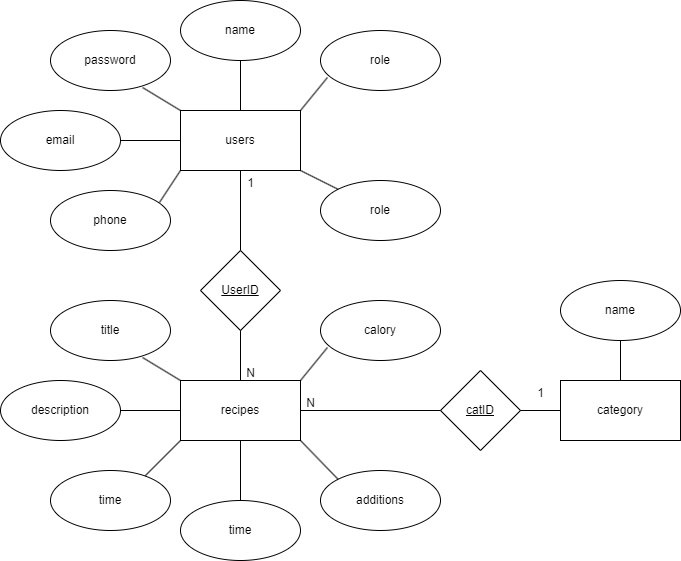 name
password
role
email
users
phone
role
1
UserID
title
calory
name
N
N
1
description
recipes
catID
category
time
additions
time